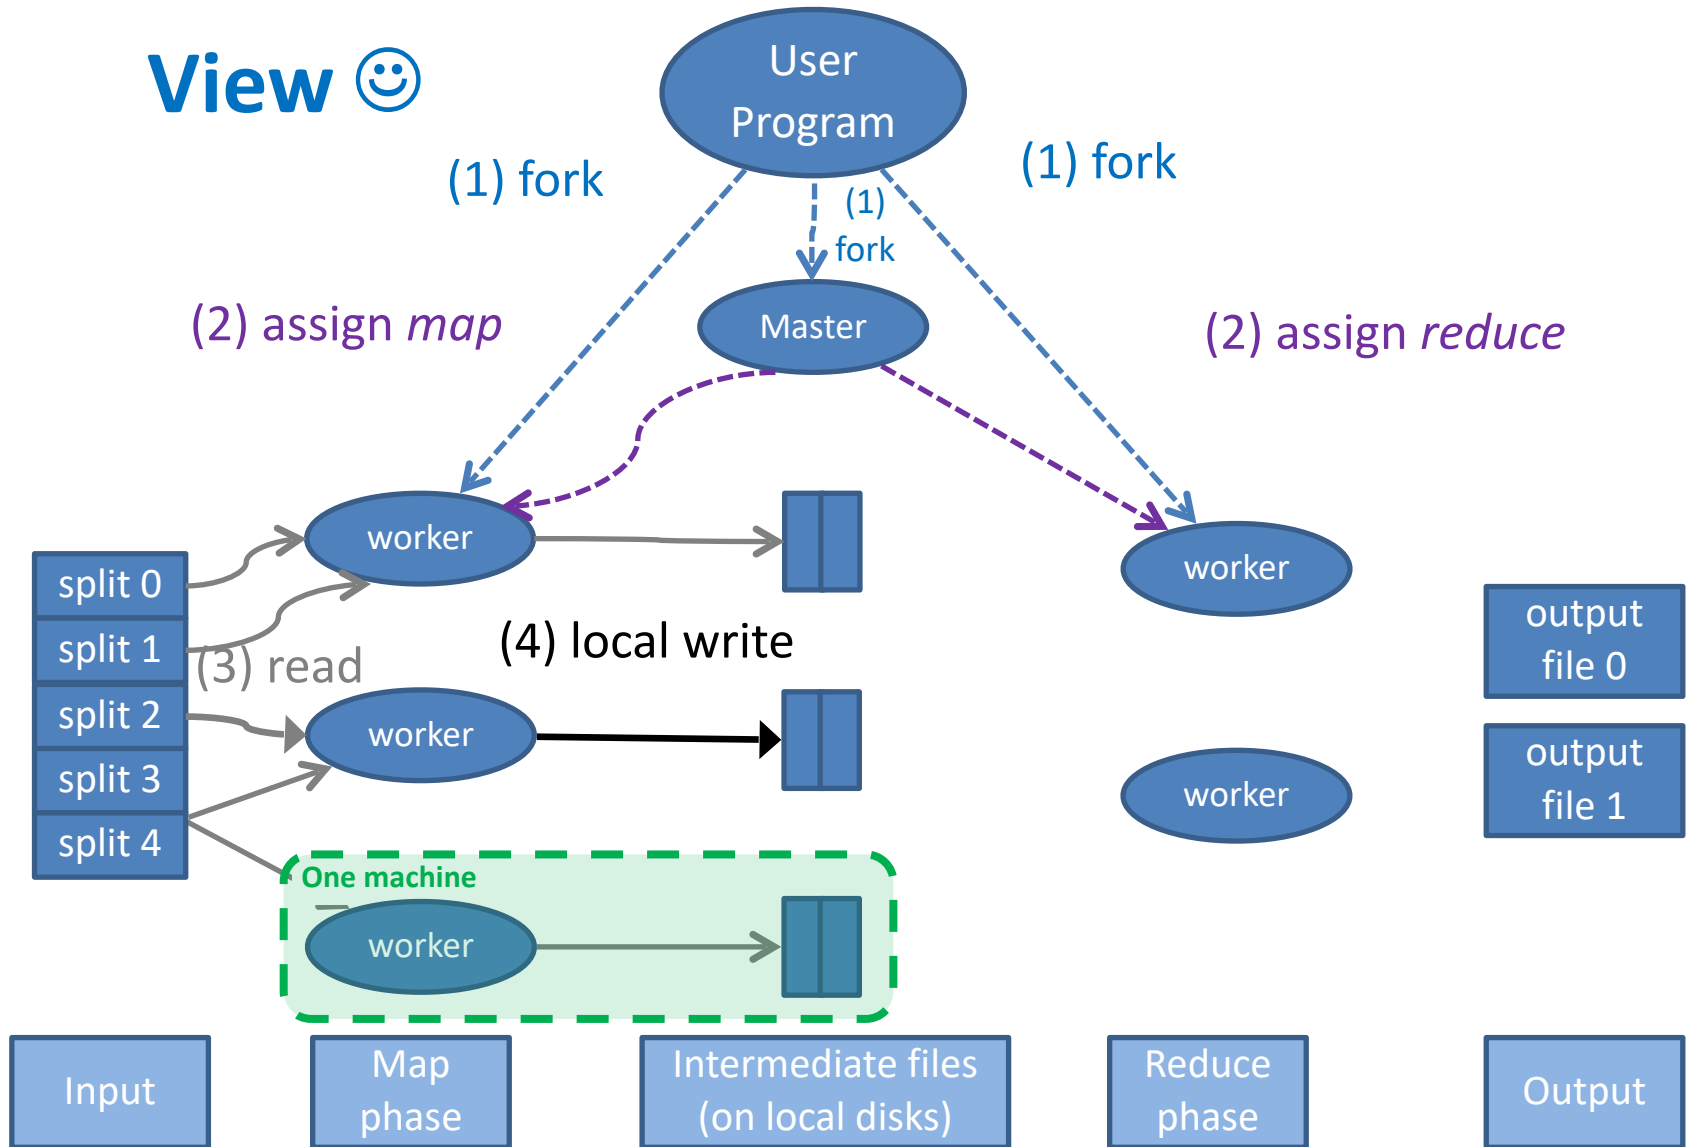 View ☺
User
Program
(1) fork
(1)
fork
(1) fork
(2) assign map
Master
(2) assign reduce
worker
worker
split 0
split 1
split 2
split 3
split 4
(3) read
(4) local write
output
file 0
worker
worker
output
file 1
One machine
worker
Input
Map
phase
Intermediate files
(on local disks)
Reduce
phase
Output